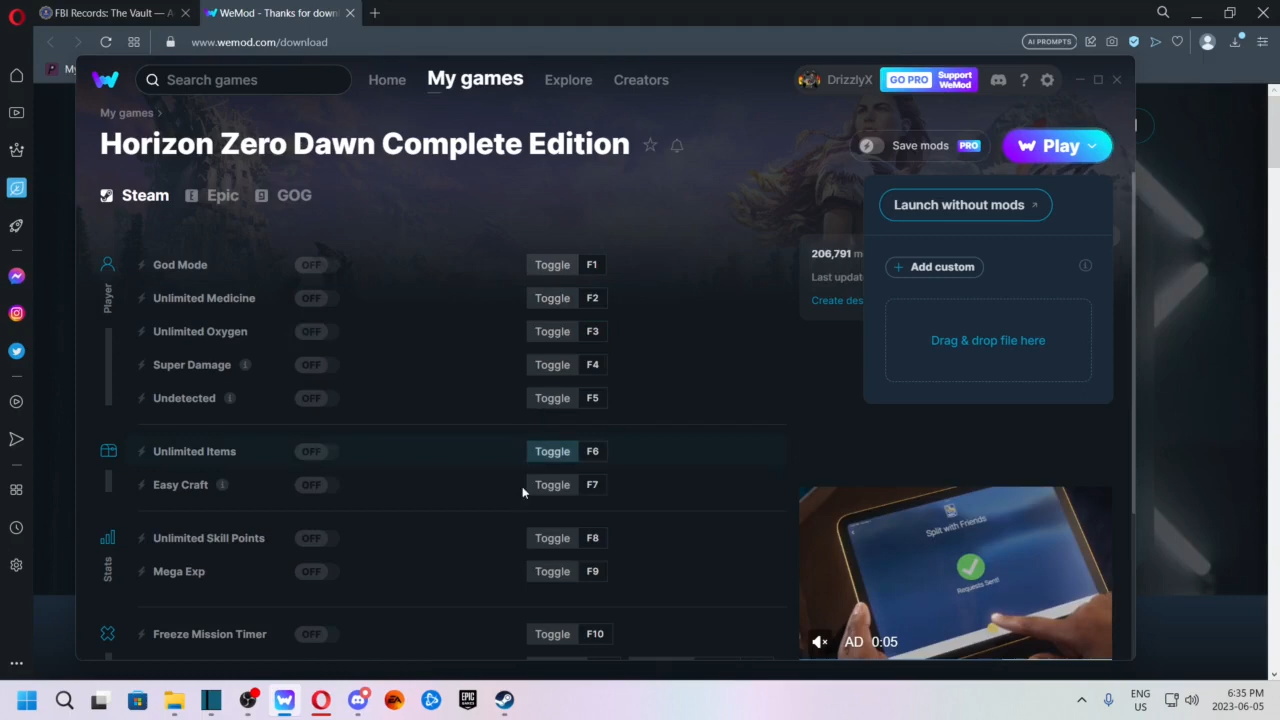 FBI Records: The Vault — A
WeMod - Thanks for down
www.wemod.com/download
AI PROMPTS
My
Search games
Home
My games
Explore
Creators
DrizzlyX
GO PRO
Support
WeMod
My games
Horizon Zero Dawn Complete Edition
Save mods
PRO
Play
Steam
Epic
GOG
Launch without mods
Add custom
Drag & drop file here
206,791 m
Last updat
Create des
Player
God Mode OFF Toggle F1
Unlimited Medicine OFF Toggle F2
Unlimited Oxygen OFF Toggle F3
Super Damage OFF Toggle F4
Undetected OFF Toggle F5
Unlimited Items OFF Toggle F6
Easy Craft OFF Toggle F7
Stats
Unlimited Skill Points OFF Toggle F8
Mega Exp OFF Toggle F9
Freeze Mission Timer OFF Toggle F10
Split with Friends
Requests Sent!
AD 0:05
ENG
US
6:35 PM
2023-06-05